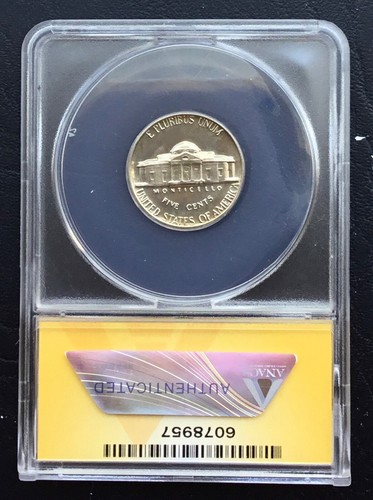 E PLURIBUS UNUM
MONTICELLO
FIVE CENTS
UNITED STATES OF AMERICA
ANACS
AUTHENTICATED
6078957